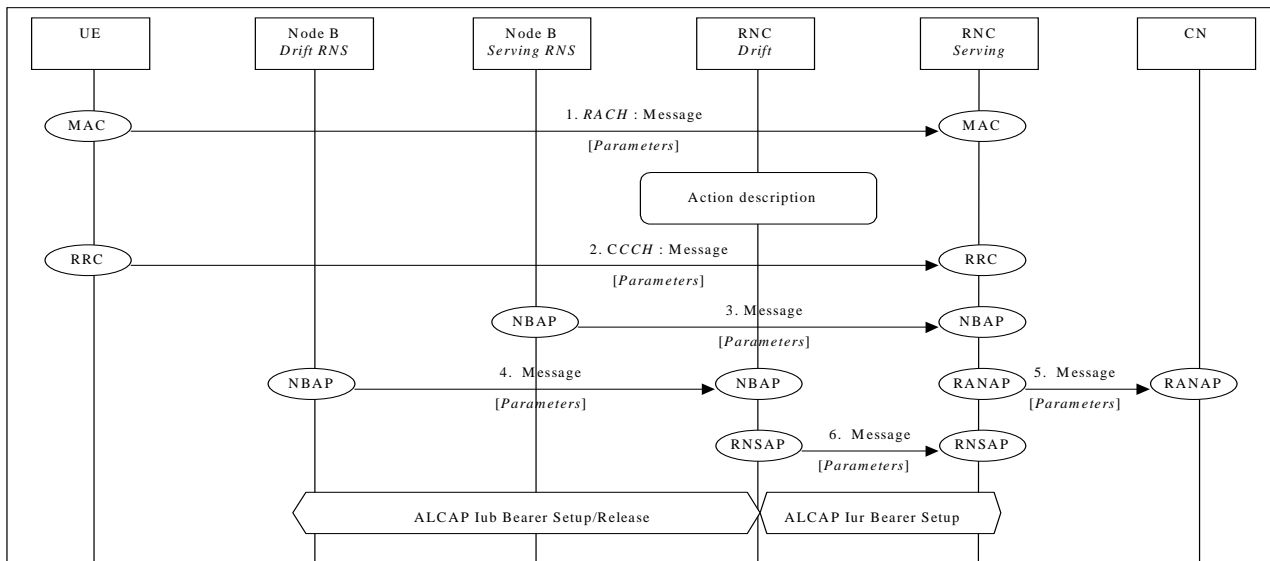 UE
Node B
Drift RNS
Node B
Serving RNS
RNC
Drift
RNC
Serving
CN
MAC
1. RACH : Message
[Parameters]
MAC
Action description
RRC
2. CCCH : Message
[Parameters]
RRC
NBAP
3. Message
[Parameters]
NBAP
NBAP
4. Message
[Parameters]
NBAP
RANAP
5. Message
[Parameters]
RANAP
RNSAP
6. Message
[Parameters]
RNSAP
ALCAP Iub Bearer Setup/Release
ALCAP Iur Bearer Setup